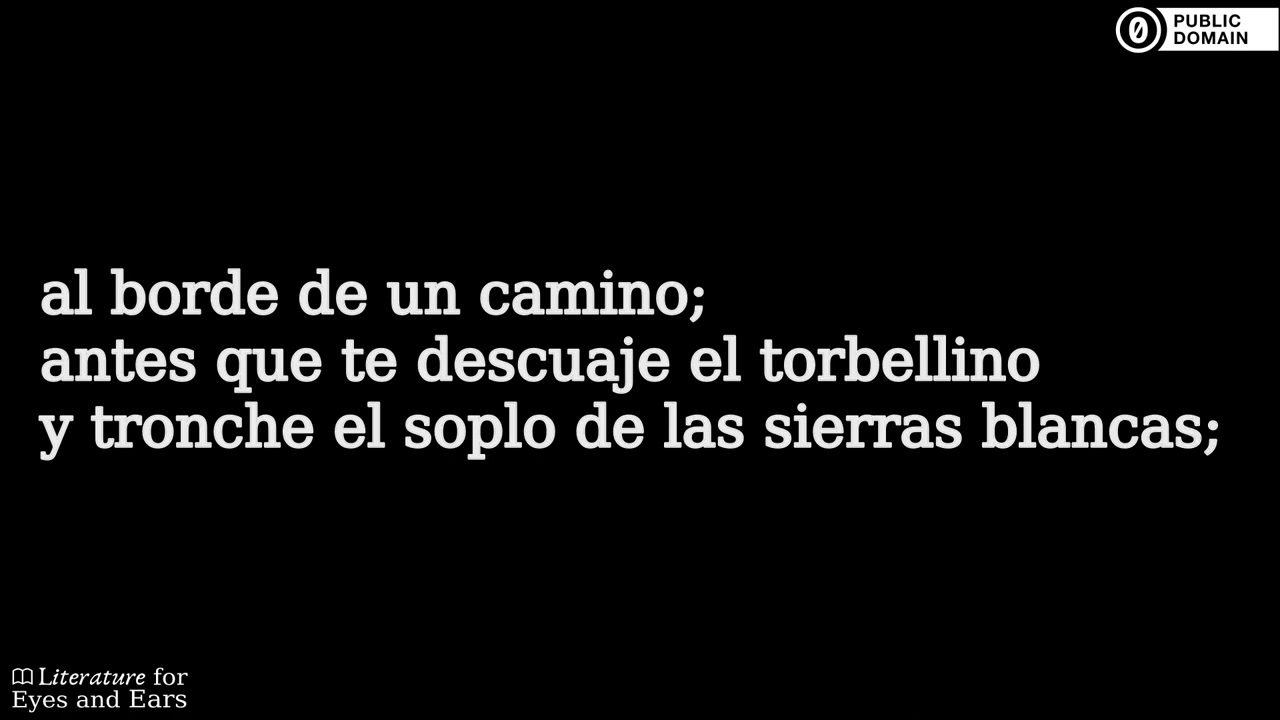 PUBLIC
DOMAIN
al borde de un camino;
antes que te descuaje el torbellino
y tronche el soplo de las sierras blancas;
Literature for
Eyes and Ears